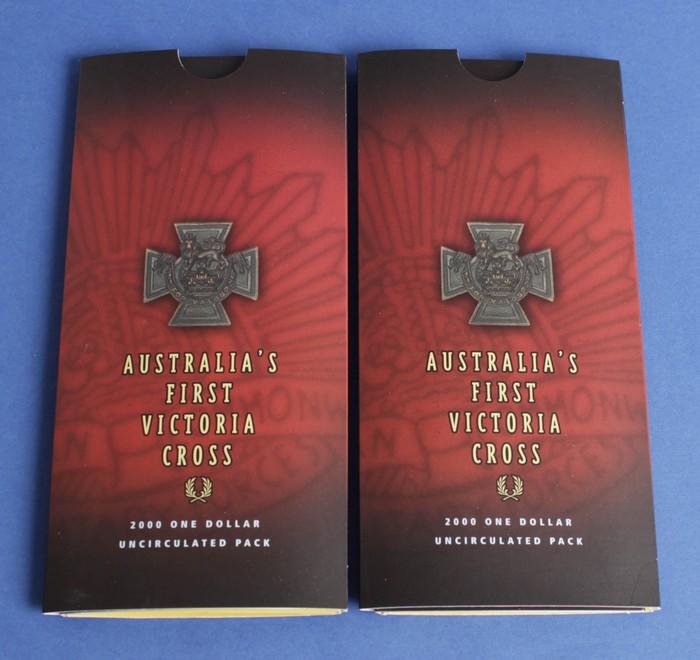 AUSTRALIA'S
FIRST
VICTORIA
CROSS
2000 ONE DOLLAR
UNCIRCULATED PACK
AUSTRALIA'S
FIRST
VICTORIA
CROSS
2000 ONE DOLLAR
UNCIRCULATED PACK